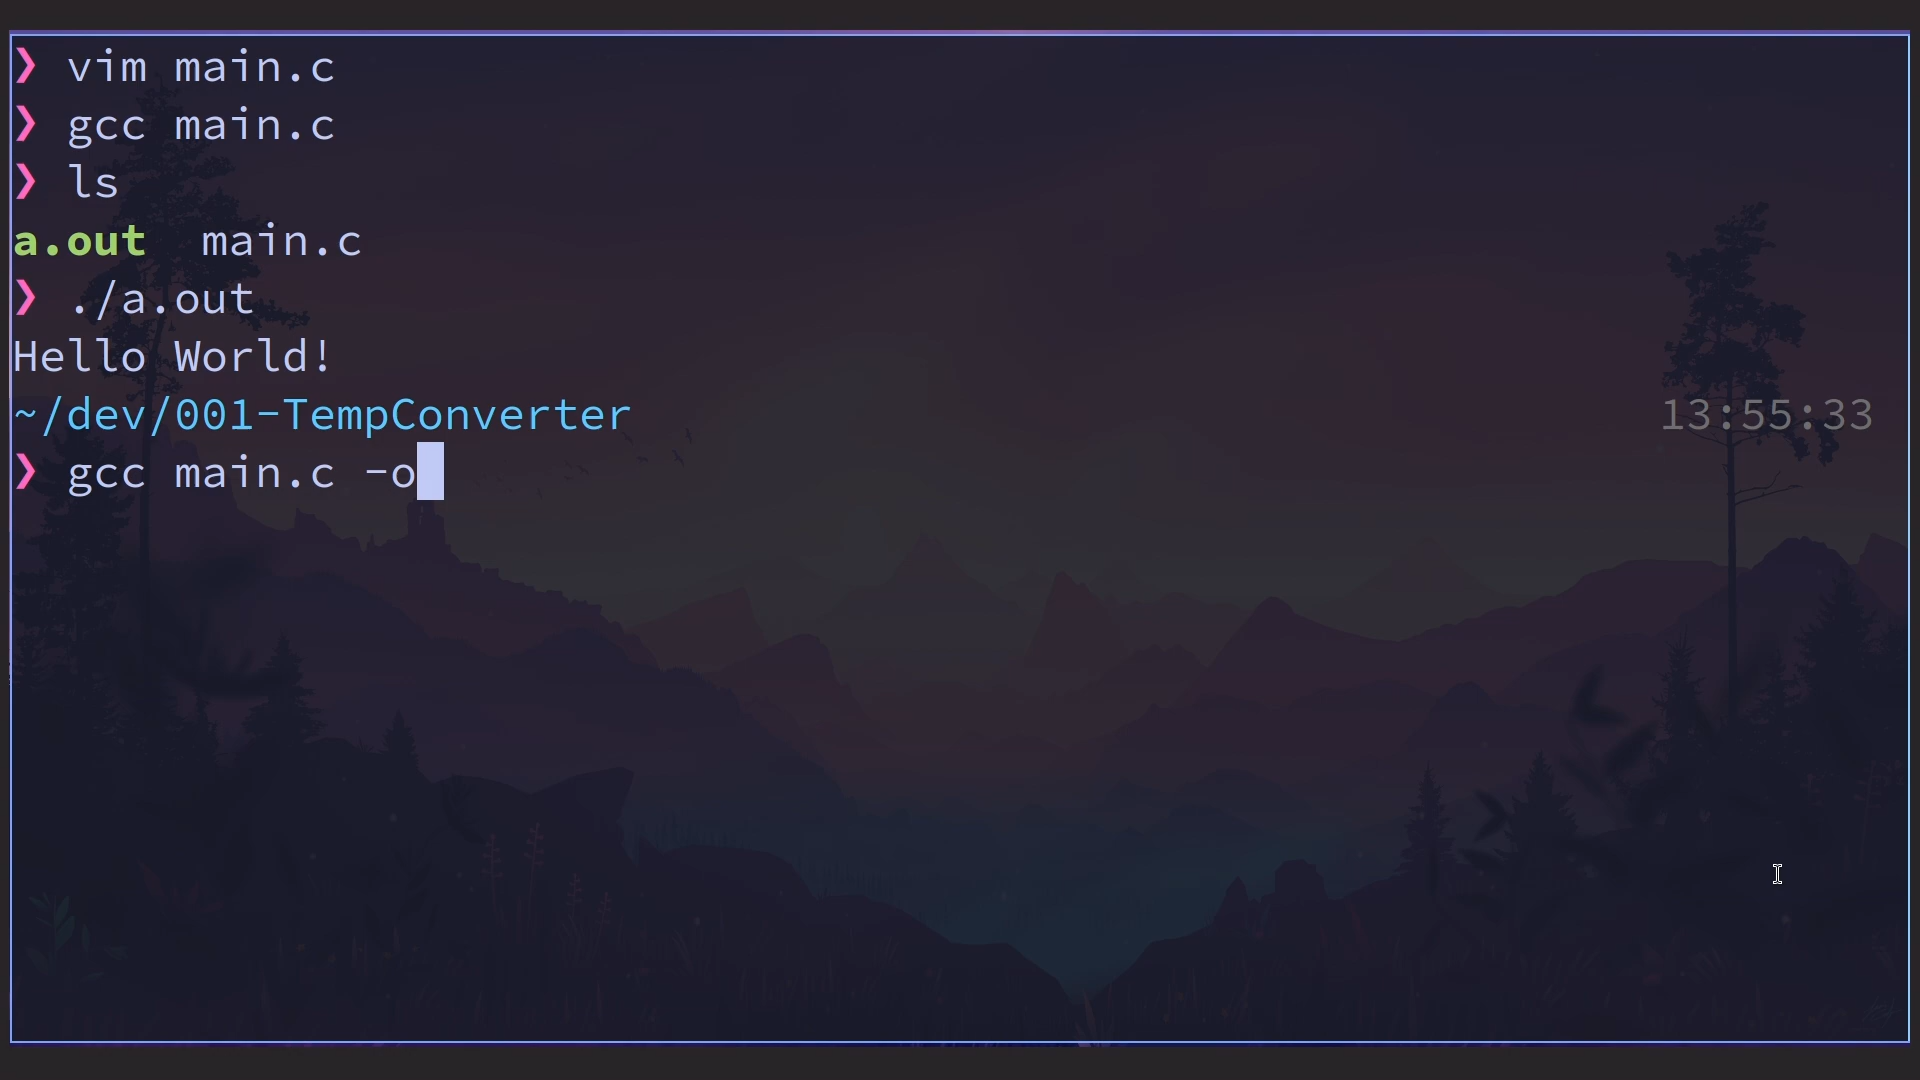 ❯ vim main.c
❯ gcc main.c
❯ ls
a.out  main.c
❯ ./a.out
Hello World!
~/dev/001-TempConverter 13:55:33
❯ gcc main.c -o